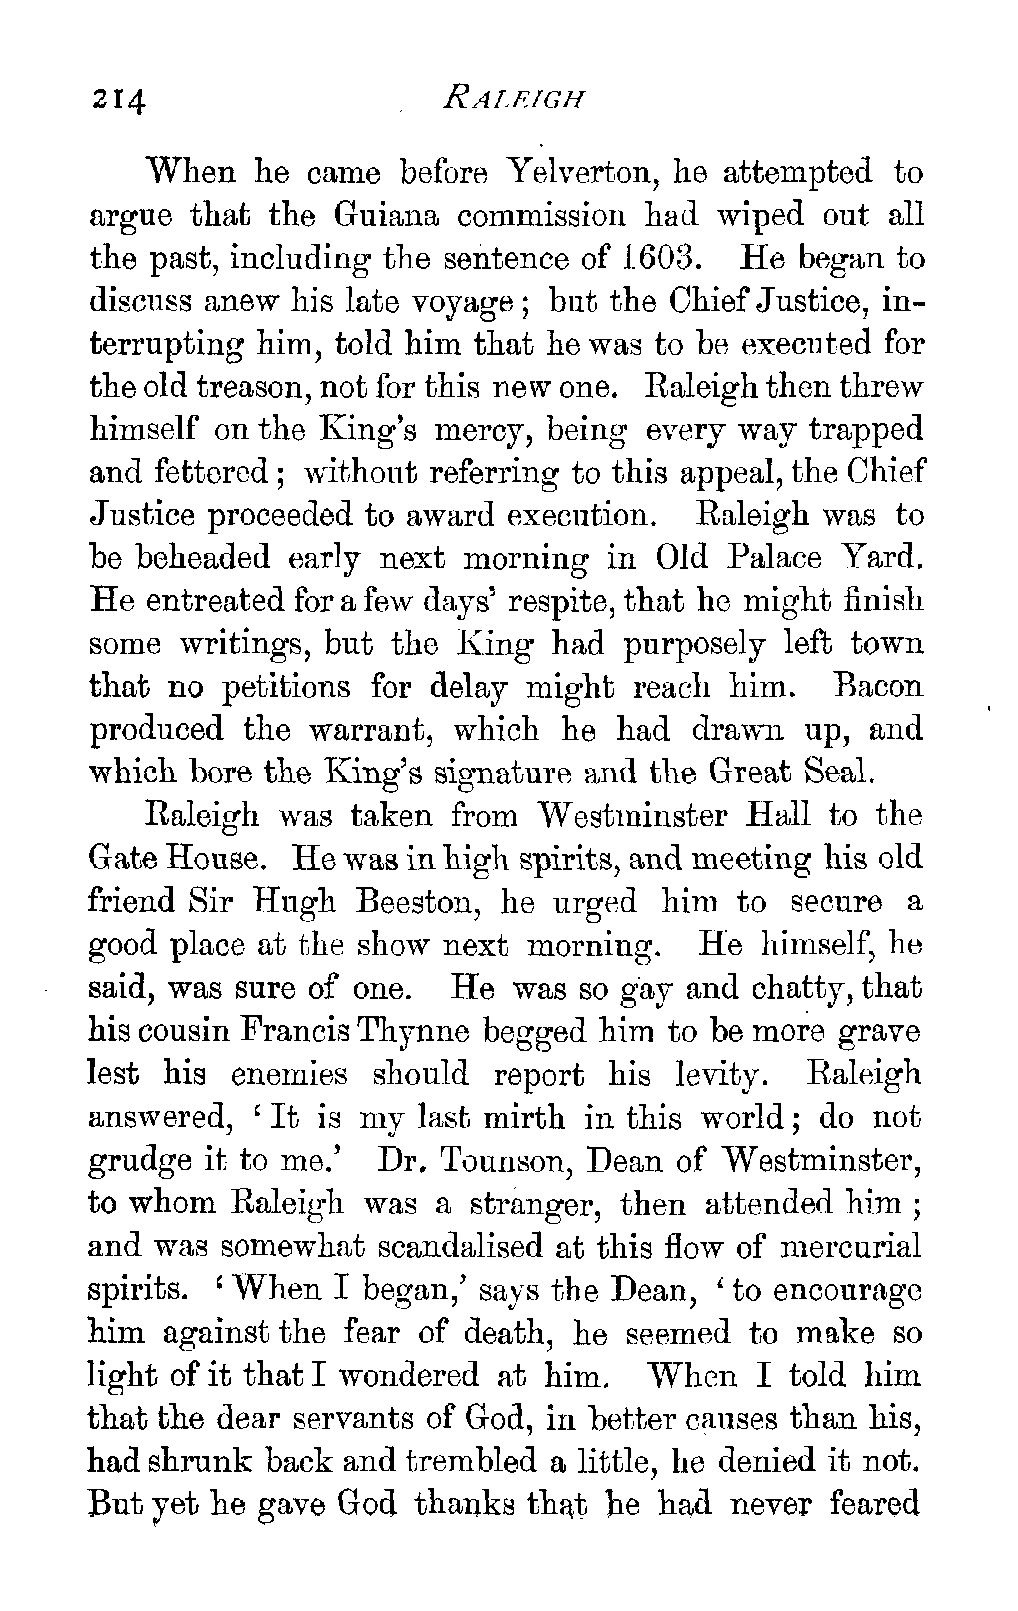 214 RALEIGH
When he came before Yelverton, he attempted to
argue that the Guiana commission had wiped out all
the past, including the sentence of 1603. He began to
discuss anew his late voyage; but the Chief Justice, in-
terrupting him, told him that he was to be executed for
the old treason, not for this new one. Raleigh then threw
himself on the King's mercy, being every way trapped
and fettered; without referring to this appeal, the Chief
Justice proceeded to award execution. Raleigh was to
be beheaded early next morning in Old Palace Yard.
He entreated for a few days' respite, that he might finish
some writings, but the King had purposely left town
that no petitions for delay might reach him. Bacon
produced the warrant, which he had drawn up, and
which bore the King's signature and the Great Seal.
Raleigh was taken from Westminster Hall to the
Gate House. He was in high spirits, and meeting his old
friend Sir Hugh Beeston, he urged him to secure a
good place at the show next morning. He himself, he
said, was sure of one. He was so gay and chatty, that
his cousin Francis Thynne begged him to be more grave
lest his enemies should report his levity. Raleigh
answered, 'It is my last mirth in this world; do not
grudge it to me.' Dr. Tounson, Dean of Westminster,
to whom Raleigh was a stranger, then attended him;
and was somewhat scandalised at this flow of mercurial
spirits. 'When I began,' says the Dean, 'to encourage
him against the fear of death, he seemed to make so
light of it that I wondered at him. When I told him
that the dear servants of God, in better causes than his,
had shrunk back and trembled a little, he denied it not.
But yet he gave God thanks that he had never feared